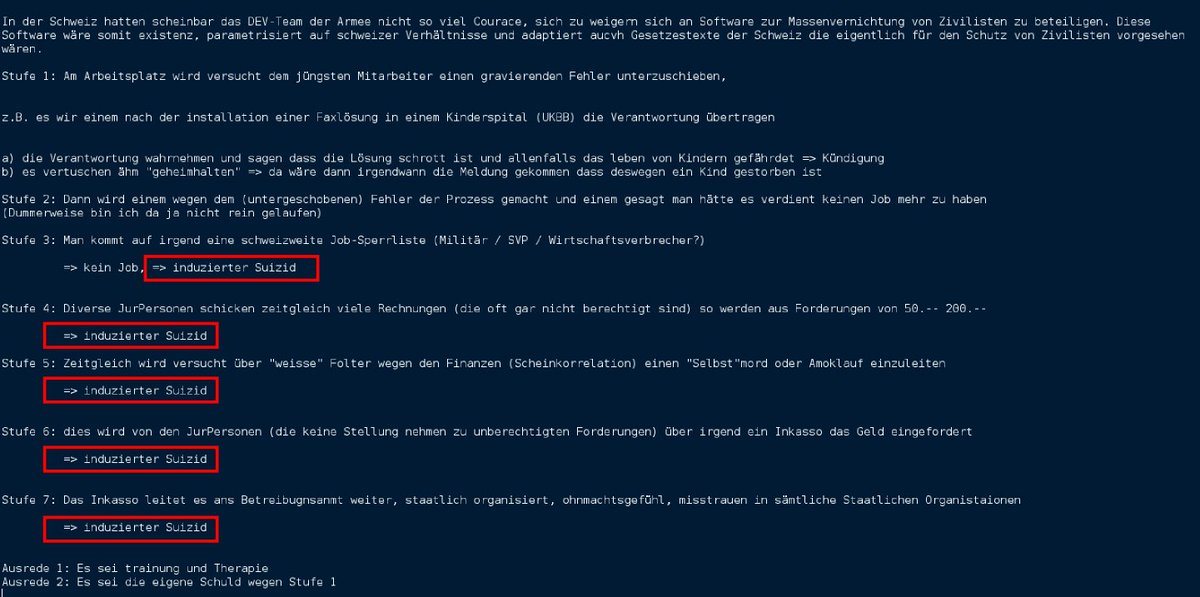 In der Schweiz hatten scheinbar das DEV-Team der Armee nicht so viel Courace, sich zu weigern sich an Software zur Massenvernichtung von Zivilisten zu beteiligen. Diese
Software wäre somit existenz, parametrisiert auf schweizer Verhältnisse und adaptiert aucvh Gesetzestexte der Schweiz die eigentlich für den Schutz von Zivilisten vorgesehen
wären.
Stufe 1: Am Arbeitsplatz wird versucht dem jüngsten Mitarbeiter einen gravierenden Fehler unterzuschieben,
z.B. es wir einem nach der installation einer Faxlösung in einem Kinderspital (UKBB) die Verantwortung übertragen
a) die Verantwortung wahrnehmen und sagen dass die Lösung schrott ist und allenfalls das leben von Kindern gefährdet => Kündigung
b) es vertuschen ähm "geheimhalten" => da wäre dann irgendwann die Meldung gekommen dass deswegen ein Kind gestorben ist
Stufe 2: Dann wird einem wegen dem (untergeschobenen) Fehler der Prozess gemacht und einem gesagt man hätte es verdient keinen Job mehr zu haben
(Dummerweise bin ich da ja nicht rein gelaufen)
Stufe 3: Man kommt auf irgend eine schweizweite Job-Sperrliste (Militär / SVP / Wirtschaftsverbrecher?)
=> kein Job, => induzierter Suizid
Stufe 4: Diverse JurPersonen schicken zeitgleich viele Rechnungen (die oft gar nicht berechtigt sind) so werden aus Forderungen von 50.-- 200.--
=> induzierter Suizid
Stufe 5: Zeitgleich wird versucht über "weisse" Folter wegen den Finanzen (Scheinkorrelation) einen "Selbst"mord oder Amoklauf einzuleiten
=> induzierter Suizid
Stufe 6: dies wird von den JurPersonen (die keine Stellung nehmen zu unberechtigten Forderungen) über irgend ein Inkasso das Geld eingefordert
=> induzierter Suizid
Stufe 7: Das Inkasso leitet es ans Betreibugnsanmt weiter, staatlich organisiert, ohnmachtsgefühl, misstrauen in sämtliche Staatlichen Organistaionen
=> induzierter Suizid
Ausrede 1: Es sei trainung und Therapie
Ausrede 2: Es sei die eigene Schuld wegen Stufe 1